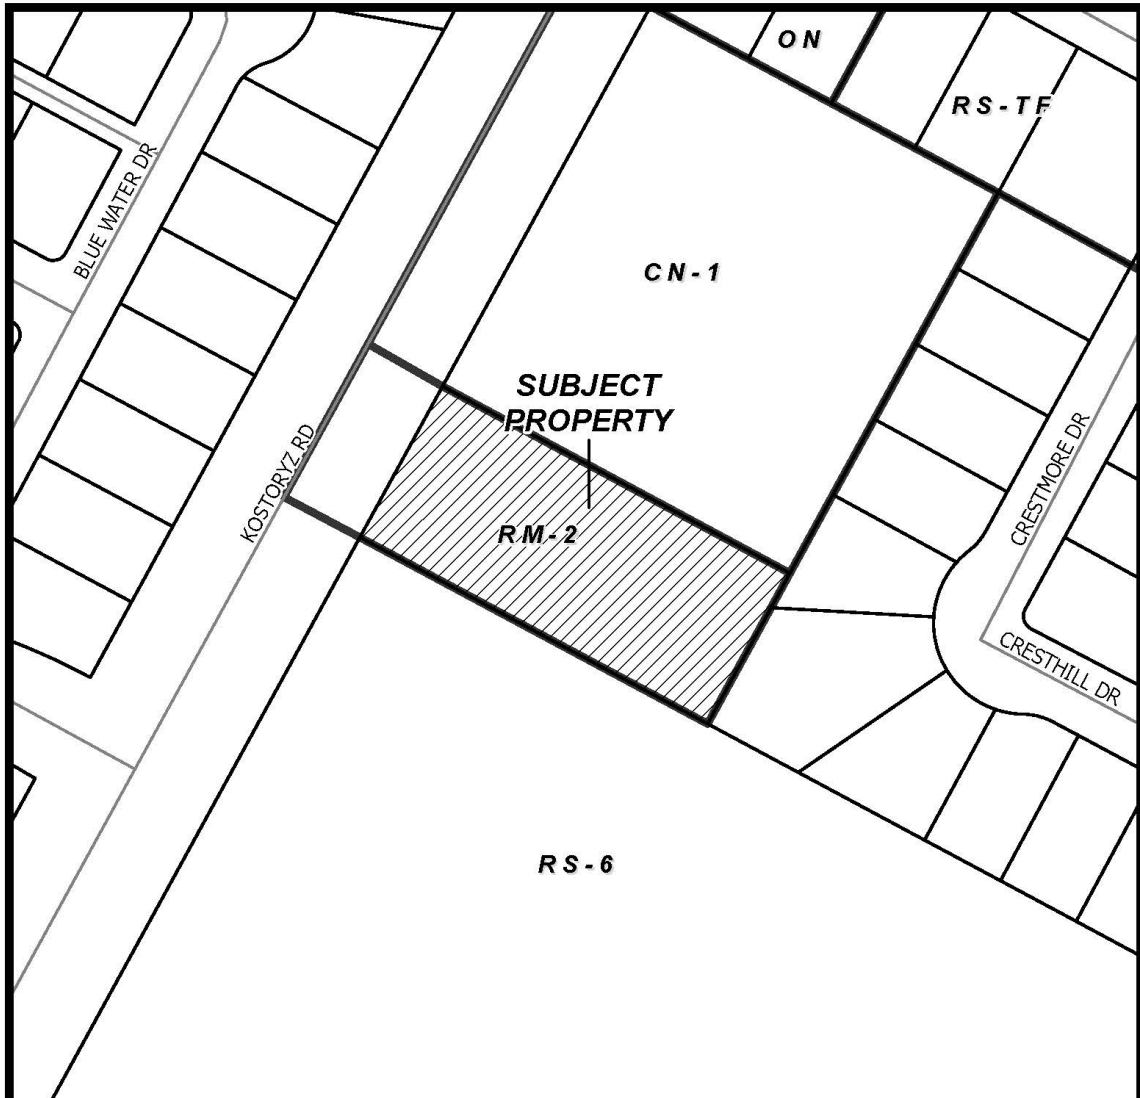 ON
RS-TF
BLUE WATER DR
CN-1
SUBJECT
PROPERTY
KOSTORYZ RD
CRESTMORE DR
RM-2
CRESTHILL DR
RS-6